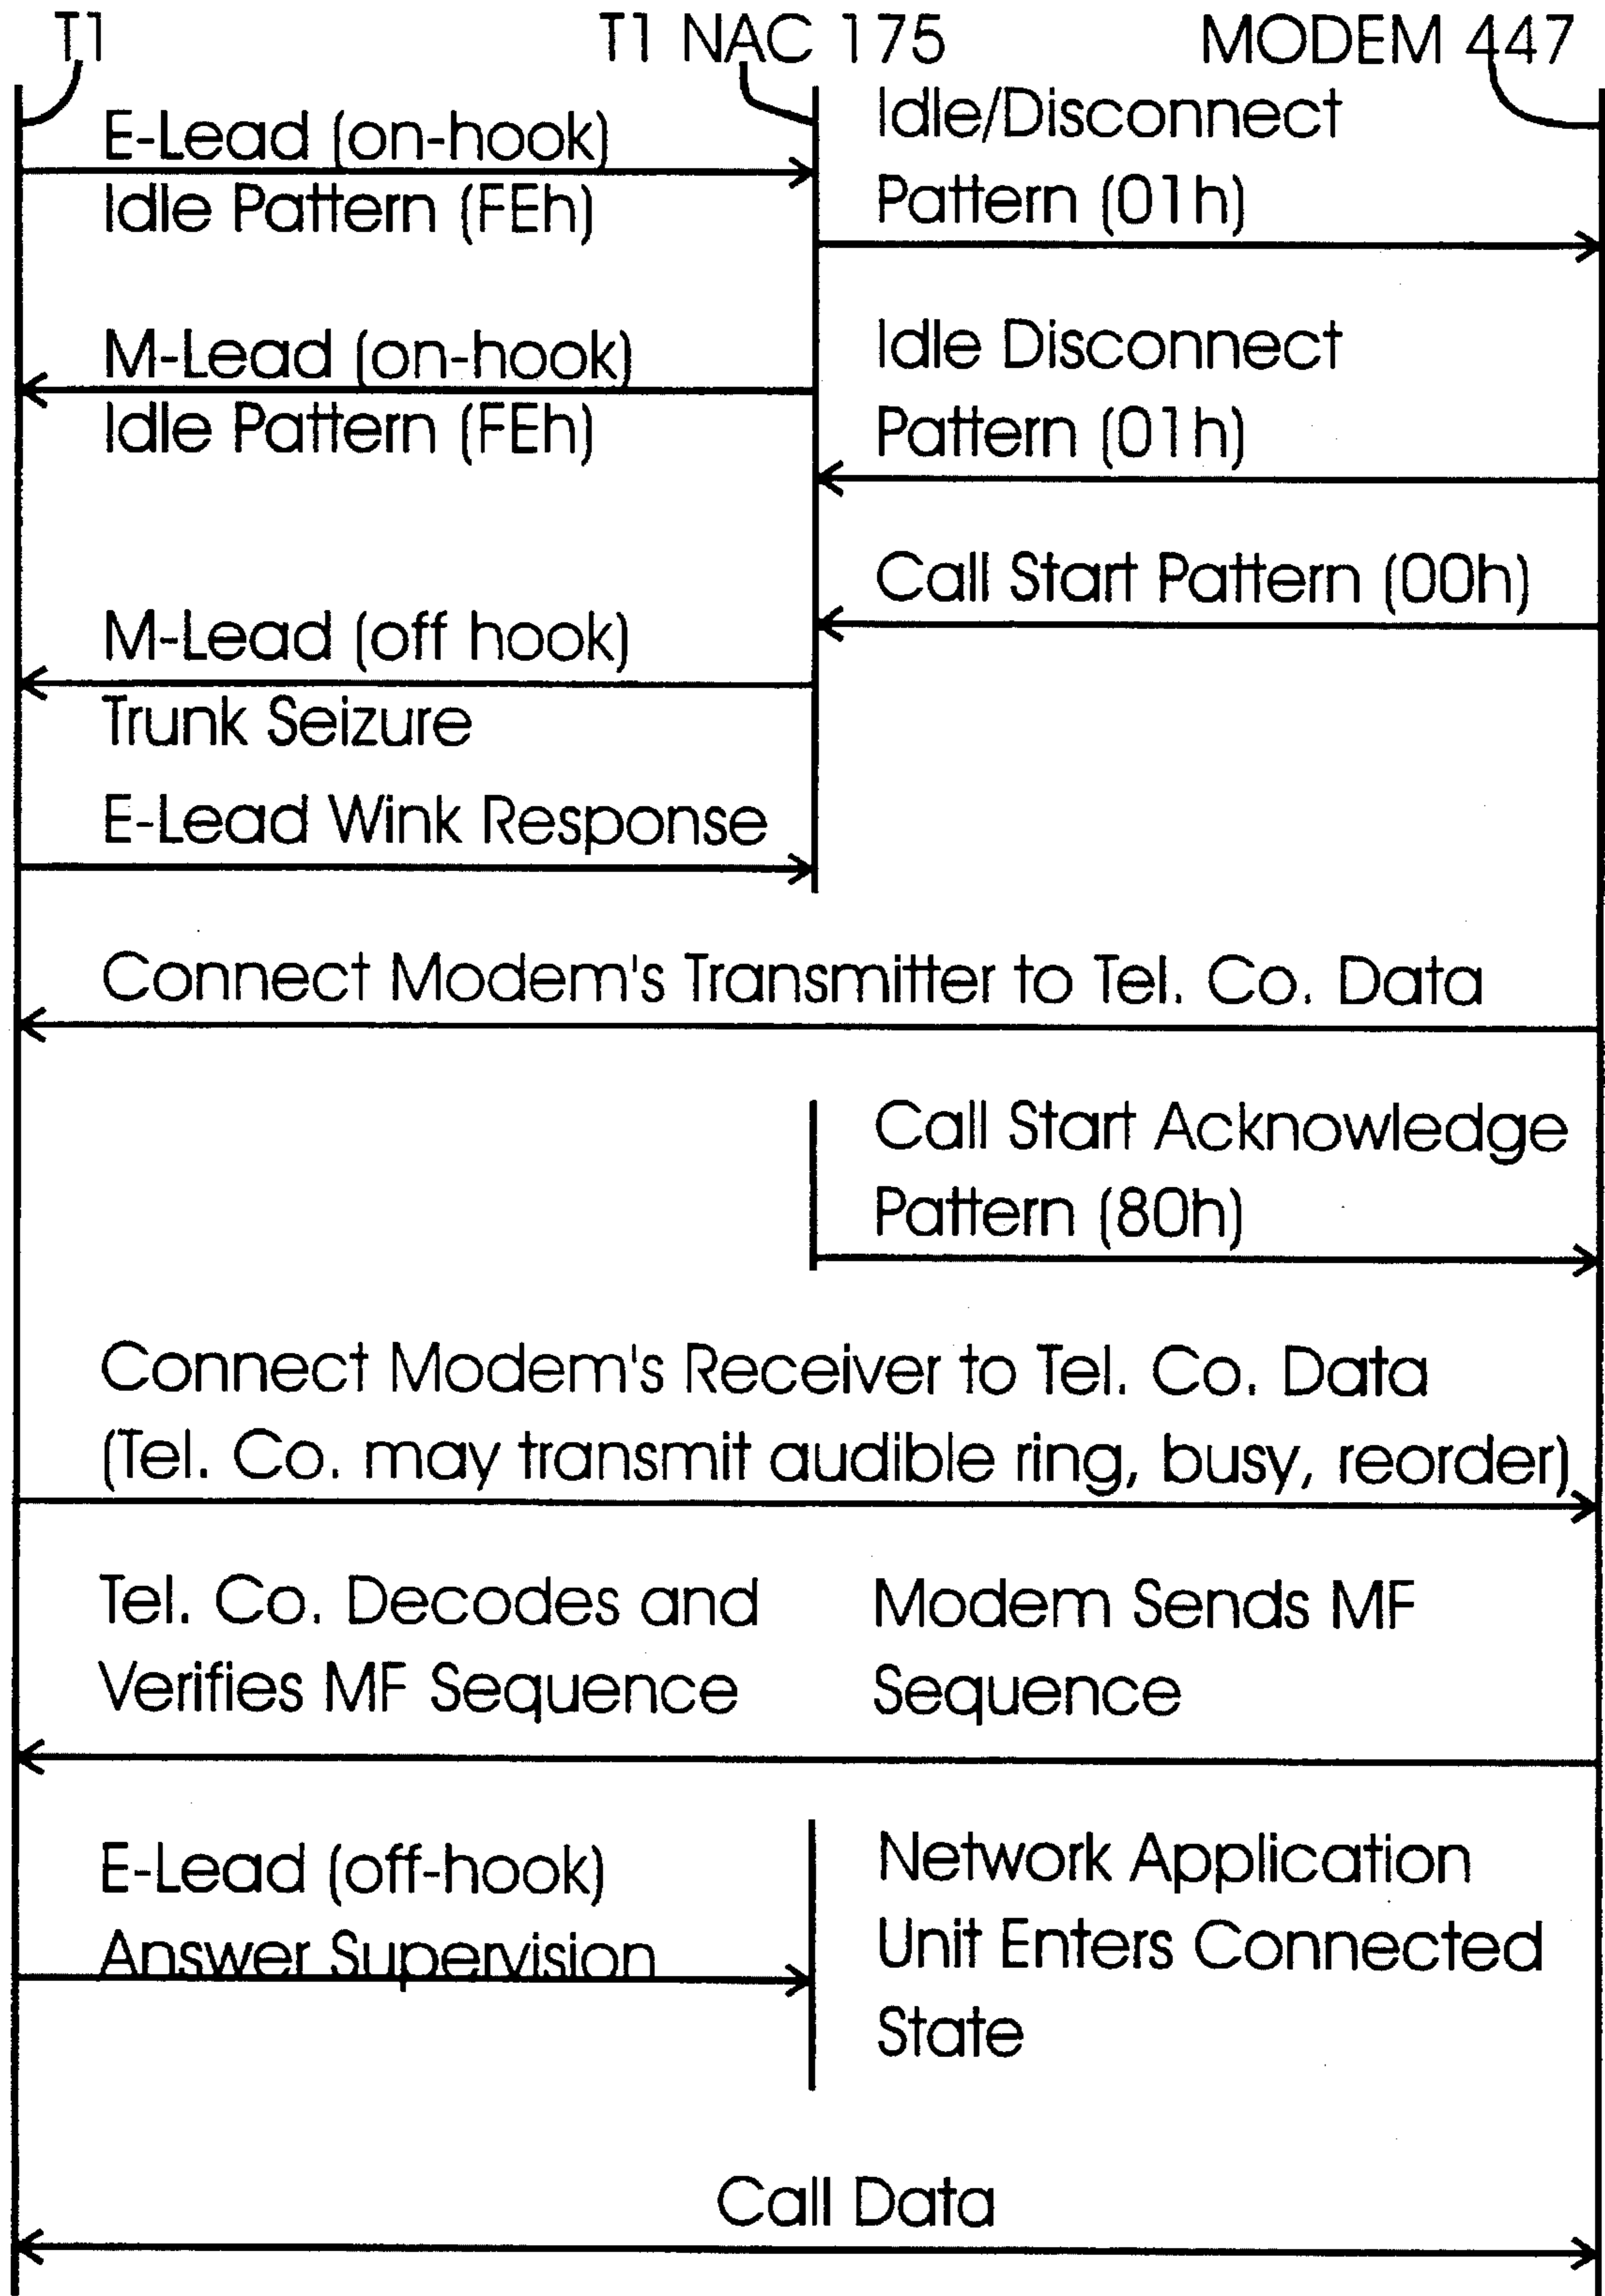 T1
T1 NAC 175
MODEM 447
E-Lead (on-hook)
Idle Pattern (FEh)
Idle/Disconnect
Pattern (01h)
M-Lead (on-hook)
Idle Pattern (FEh)
Idle Disconnect
Pattern (01h)
Call Start Pattern (00h)
M-Lead (off hook)
Trunk Seizure
E-Lead Wink Response
Connect Modem's Transmitter to Tel. Co. Data
Call Start Acknowledge
Pattern (80h)
Connect Modem's Receiver to Tel. Co. Data
(Tel. Co. may transmit audible ring, busy, reorder)
Tel. Co. Decodes and
Verifies MF Sequence
Modem Sends MF
Sequence
E-Lead (off-hook)
Answer Supervision
Network Application
Unit Enters Connected
State
Call Data